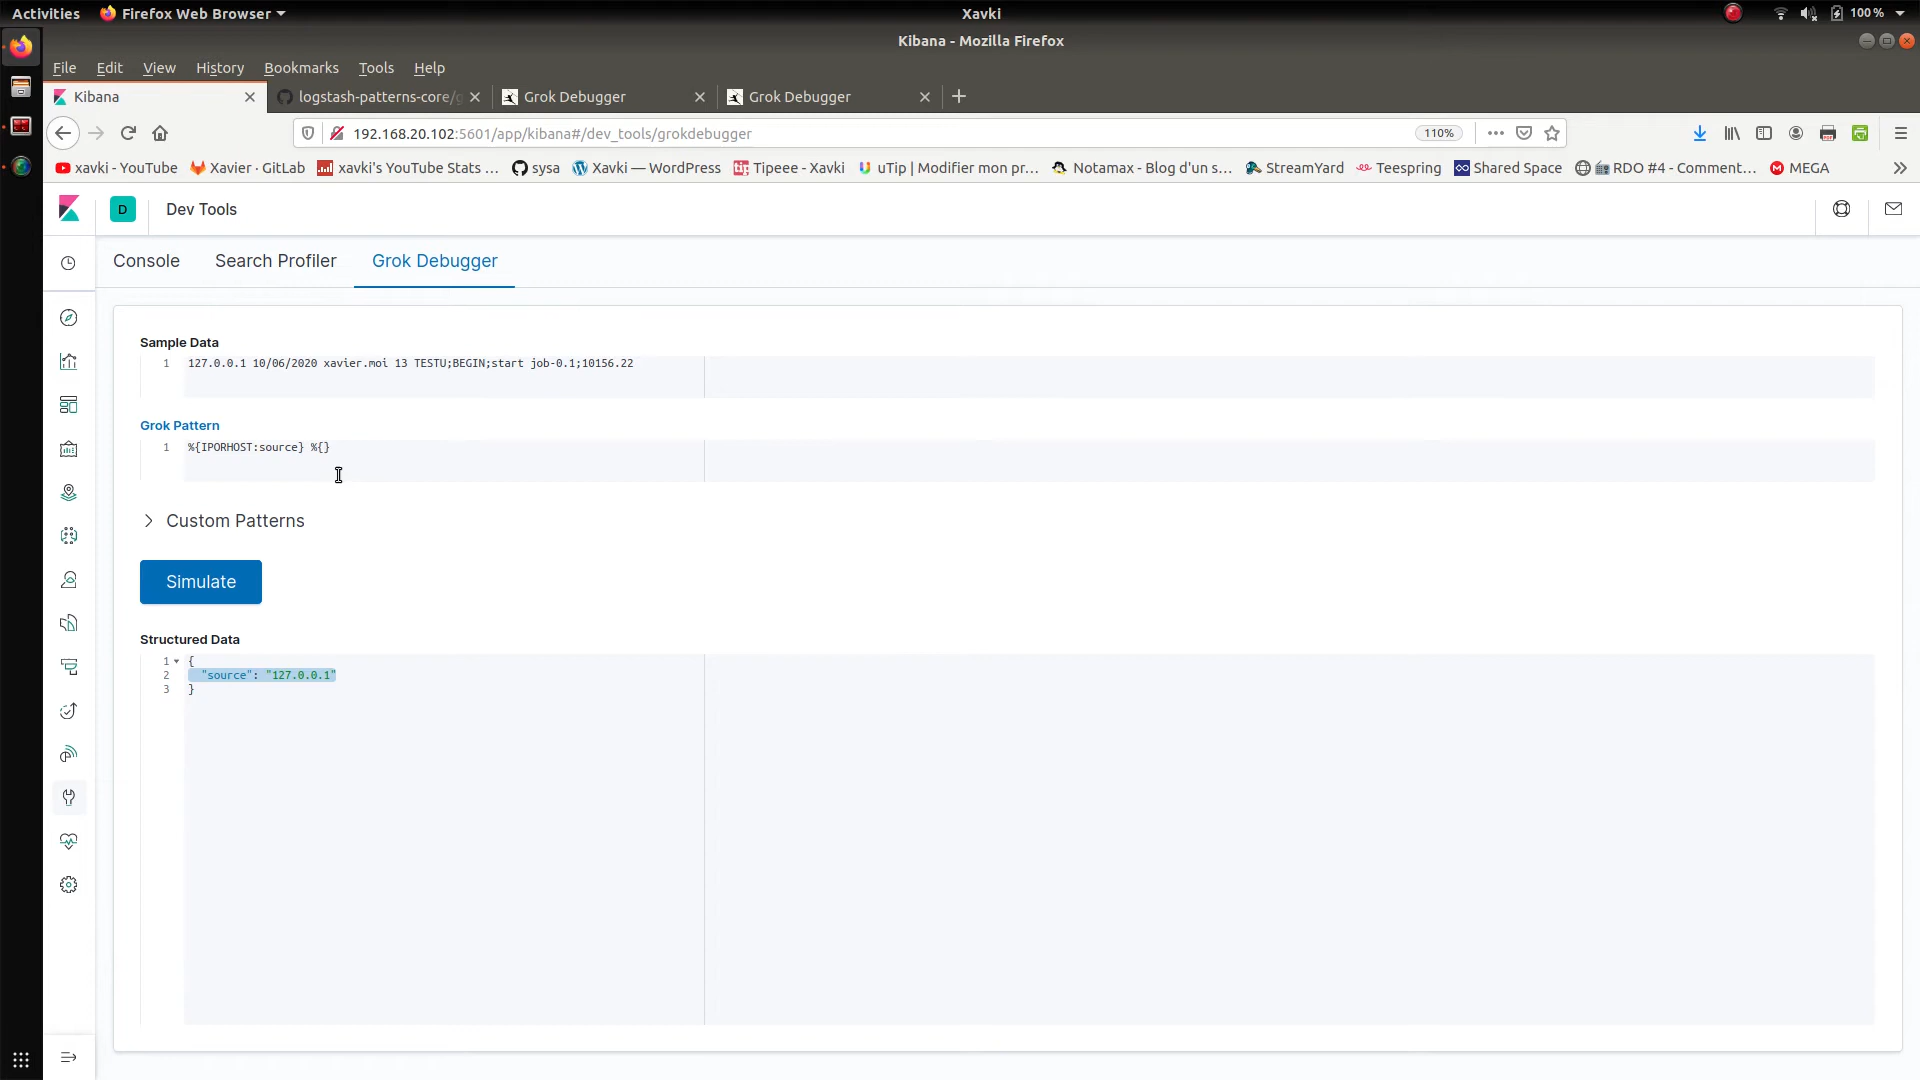 Activities Firefox Web Browser Xavki 100 %
Kibana - Mozilla Firefox
File Edit View History Bookmarks Tools Help
Kibana logstash-patterns-core/g Grok Debugger Grok Debugger
192.168.20.102:5601/app/kibana#/dev_tools/grokdebugger 110%
xavki - YouTube Xavier · GitLab xavki's YouTube Stats ... sysa Xavki — WordPress Tipeee - Xavki uTip | Modifier mon pr... Notamax - Blog d'un s... StreamYard Teespring Shared Space RDO #4 - Comment... MEGA
D Dev Tools
Console Search Profiler Grok Debugger
Sample Data
1 127.0.0.1 10/06/2020 xavier.moi 13 TESTU;BEGIN;start job-0.1;10156.22
Grok Pattern
1 %{IPORHOST:source} %{}
Custom Patterns
Simulate
Structured Data
1 {
2 "source": "127.0.0.1"
3 }